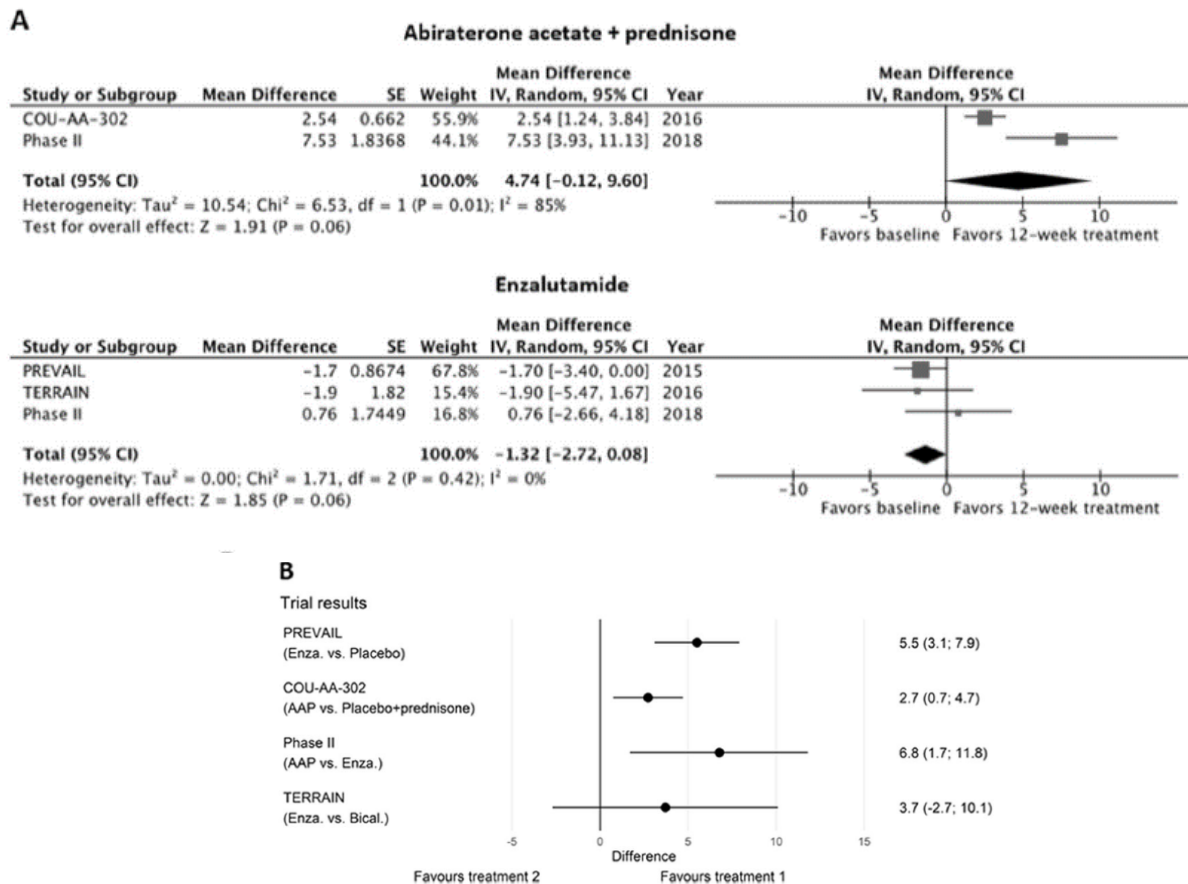 A
Abiraterone acetate + prednisone
Mean Difference Mean Difference
Study or Subgroup Mean Difference SE Weight IV, Random, 95% CI Year IV, Random, 95% CI
COU-AA-302 2.54 0.662 55.9% 2.54 [1.24, 3.84] 2016
Phase II 7.53 1.8368 44.1% 7.53 [3.93, 11.13] 2018
Total (95% CI) 100.0% 4.74 [-0.12, 9.60]
Heterogeneity: Tau² = 10.54; Chi² = 6.53, df = 1 (P = 0.01); I² = 85%
Test for overall effect: Z = 1.91 (P = 0.06)
-10 -5 0 5 10
Favors baseline Favors 12-week treatment
Enzalutamide
Mean Difference Mean Difference
Study or Subgroup Mean Difference SE Weight IV, Random, 95% CI Year IV, Random, 95% CI
PREVAIL -1.7 0.8674 67.8% -1.70 [-3.40, 0.00] 2015
TERRAIN -1.9 1.82 15.4% -1.90 [-5.47, 1.67] 2016
Phase II 0.76 1.7449 16.8% 0.76 [-2.66, 4.18] 2018
Total (95% CI) 100.0% -1.32 [-2.72, 0.08]
Heterogeneity: Tau² = 0.00; Chi² = 1.71, df = 2 (P = 0.42); I² = 0%
Test for overall effect: Z = 1.85 (P = 0.06)
-10 -5 0 5 10
Favors baseline Favors 12-week treatment
B
Trial results
PREVAIL
(Enza. vs. Placebo) 5.5 (3.1; 7.9)
COU-AA-302
(AAP vs. Placebo+prednisone) 2.7 (0.7; 4.7)
Phase II
(AAP vs. Enza.) 6.8 (1.7; 11.8)
TERRAIN
(Enza. vs. Bical.) 3.7 (-2.7; 10.1)
-5 0 5 10 15
Difference
Favours treatment 2 Favours treatment 1